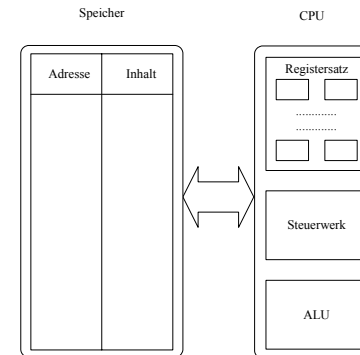 Speicher
CPU
Adresse
Inhalt
Registersatz
.............
.............
Steuerwerk
ALU